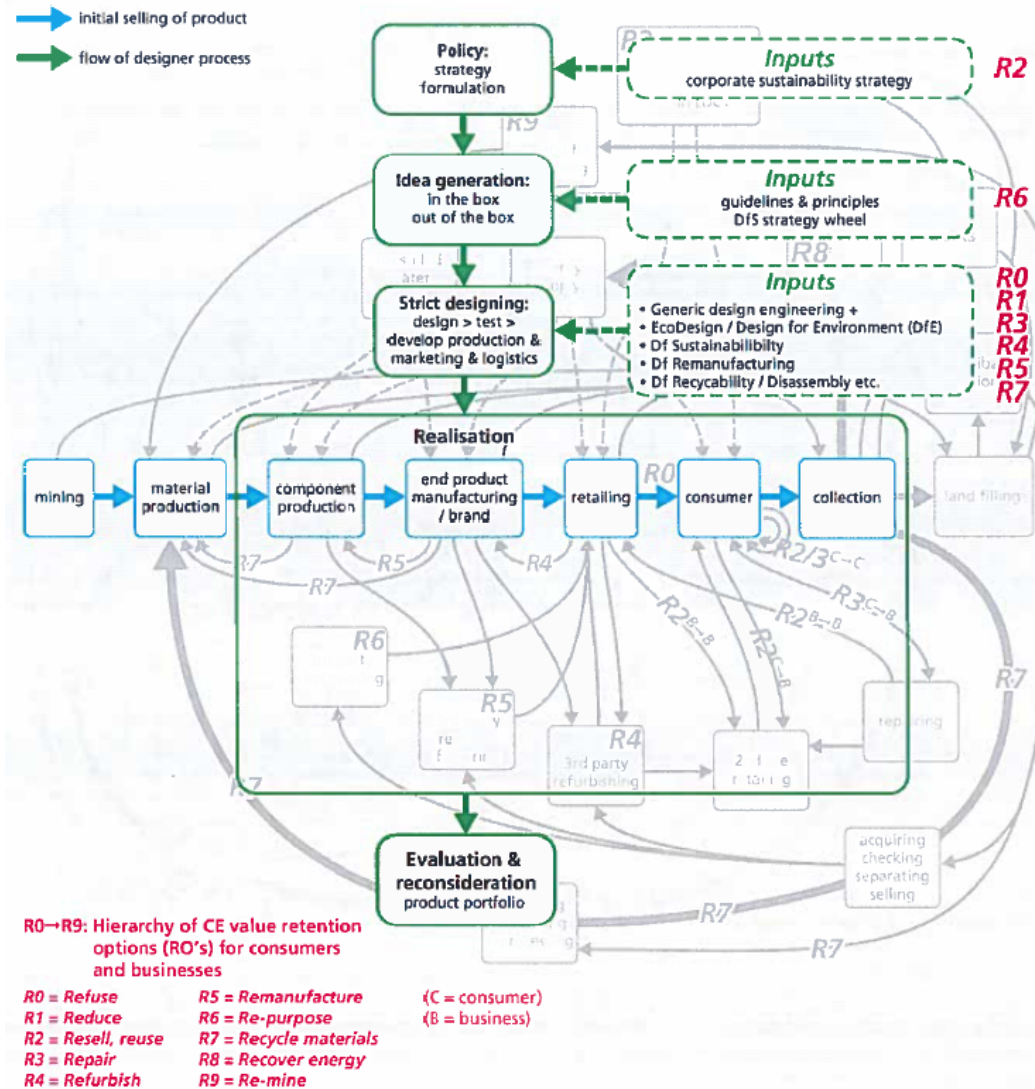 initial selling of product
flow of designer process
Policy:
strategy
formulation
Inputs
corporate sustainability strategy
R2
R9
Idea generation:
in the box
out of the box
Inputs
guidelines & principles
DfS strategy wheel
R6
R8
Strict designing:
design > test >
develop production &
marketing & logistics
Inputs
• Generic design engineering +
• EcoDesign / Design for Environment (DfE)
• Df Sustainabilibilty
• Df Remanufacturing
• Df Recycability / Disassembly etc.
R0
R1
R3
R4
R5
R7
Realisation
mining
material
production
component
production
end product
manufacturing
/ brand
retailing
R0
consumer
collection
land filling
R7
R7
R5
R4
R2/3 C→C
R2 B→B
R2 C→B
R2 B→B
R3 C→B
R7
R6
R5
R4
3rd party
refurbishing
repairing
R7
acquiring
checking
separating
selling
Evaluation &
reconsideration
product portfolio
R7
R7
R0→R9: Hierarchy of CE value retention
options (RO's) for consumers
and businesses
R0 = Refuse
R1 = Reduce
R2 = Resell, reuse
R3 = Repair
R4 = Refurbish
R5 = Remanufacture
R6 = Re-purpose
R7 = Recycle materials
R8 = Recover energy
R9 = Re-mine
(C = consumer)
(B = business)